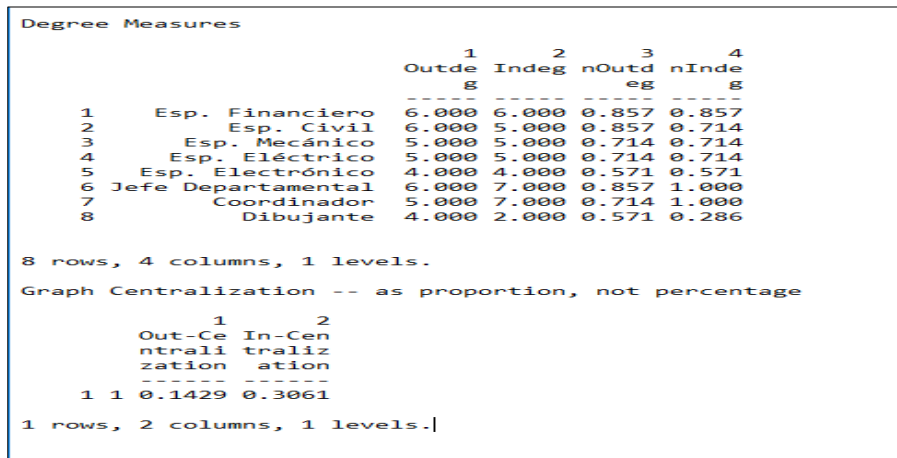 Degree Measures
1 2 3 4
Outde Indeg nOutd nInde
g eg g
----- ----- ----- -----
1 Esp. Financiero 6.000 6.000 0.857 0.857
2 Esp. Civil 6.000 5.000 0.857 0.714
3 Esp. Mecánico 5.000 5.000 0.714 0.714
4 Esp. Eléctrico 5.000 5.000 0.714 0.714
5 Esp. Electrónico 4.000 4.000 0.571 0.571
6 Jefe Departamental 6.000 7.000 0.857 1.000
7 Coordinador 5.000 7.000 0.714 1.000
8 Dibujante 4.000 2.000 0.571 0.286
8 rows, 4 columns, 1 levels.
Graph Centralization -- as proportion, not percentage
1 2
Out-Ce In-Cen
ntrali traliz
zation ation
------ ------
1 1 0.1429 0.3061
1 rows, 2 columns, 1 levels.